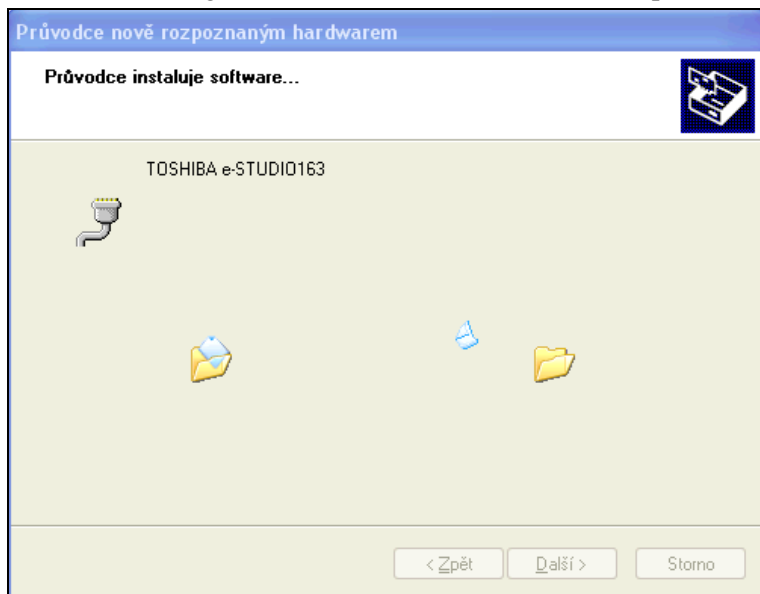 Průvodce nově rozpoznaným hardwarem
Průvodce instaluje software...
TOSHIBA e-STUDIO163
< Zpět
Další >
Storno